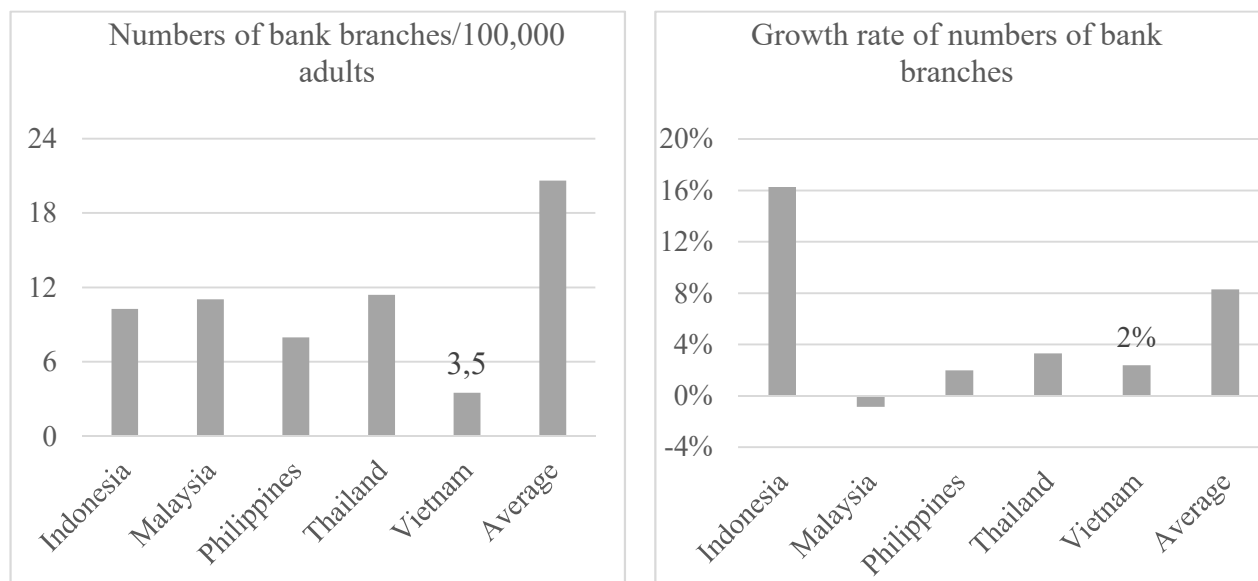 Numbers of bank branches/100,000
adults
24
18
12
6
0
3,5
Indonesia
Malaysia
Philippines
Thailand
Vietnam
Average
Growth rate of numbers of bank
branches
20%
16%
12%
8%
4%
0%
-4%
2%
Indonesia
Malaysia
Philippines
Thailand
Vietnam
Average